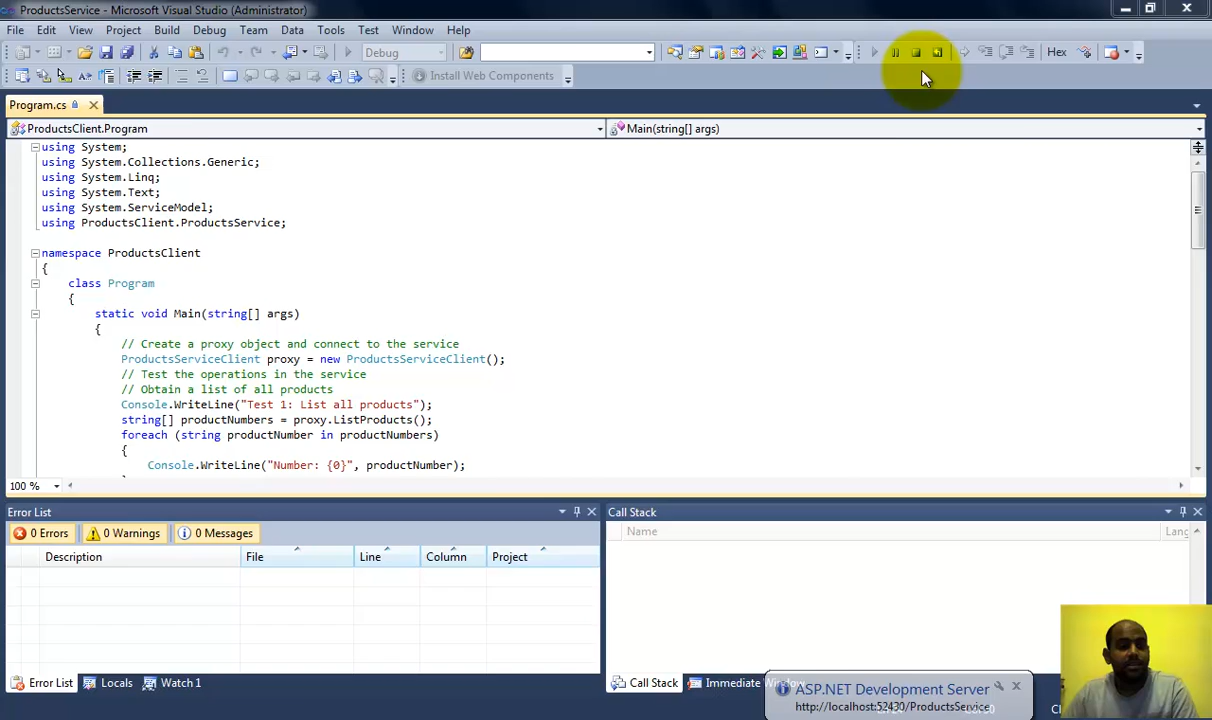 ProductsService - Microsoft Visual Studio (Administrator)
File Edit View Project Build Debug Team Data Tools Test Window Help
Debug Hex
Install Web Components
Program.cs
ProductsClient.Program Main(string[] args)
using System;
using System.Collections.Generic;
using System.Linq;
using System.Text;
using System.ServiceModel;
using ProductsClient.ProductsService;
namespace ProductsClient
{
class Program
{
static void Main(string[] args)
{
// Create a proxy object and connect to the service
ProductsServiceClient proxy = new ProductsServiceClient();
// Test the operations in the service
// Obtain a list of all products
Console.WriteLine("Test 1: List all products");
string[] productNumbers = proxy.ListProducts();
foreach (string productNumber in productNumbers)
{
Console.WriteLine("Number: {0}", productNumber);
100 %
Error List Call Stack
0 Errors 0 Warnings 0 Messages
Name Lang
Description File Line Column Project
Error List Locals Watch 1 Call Stack Immediate
ASP.NET Development Server
http://localhost:52430/ProductsService